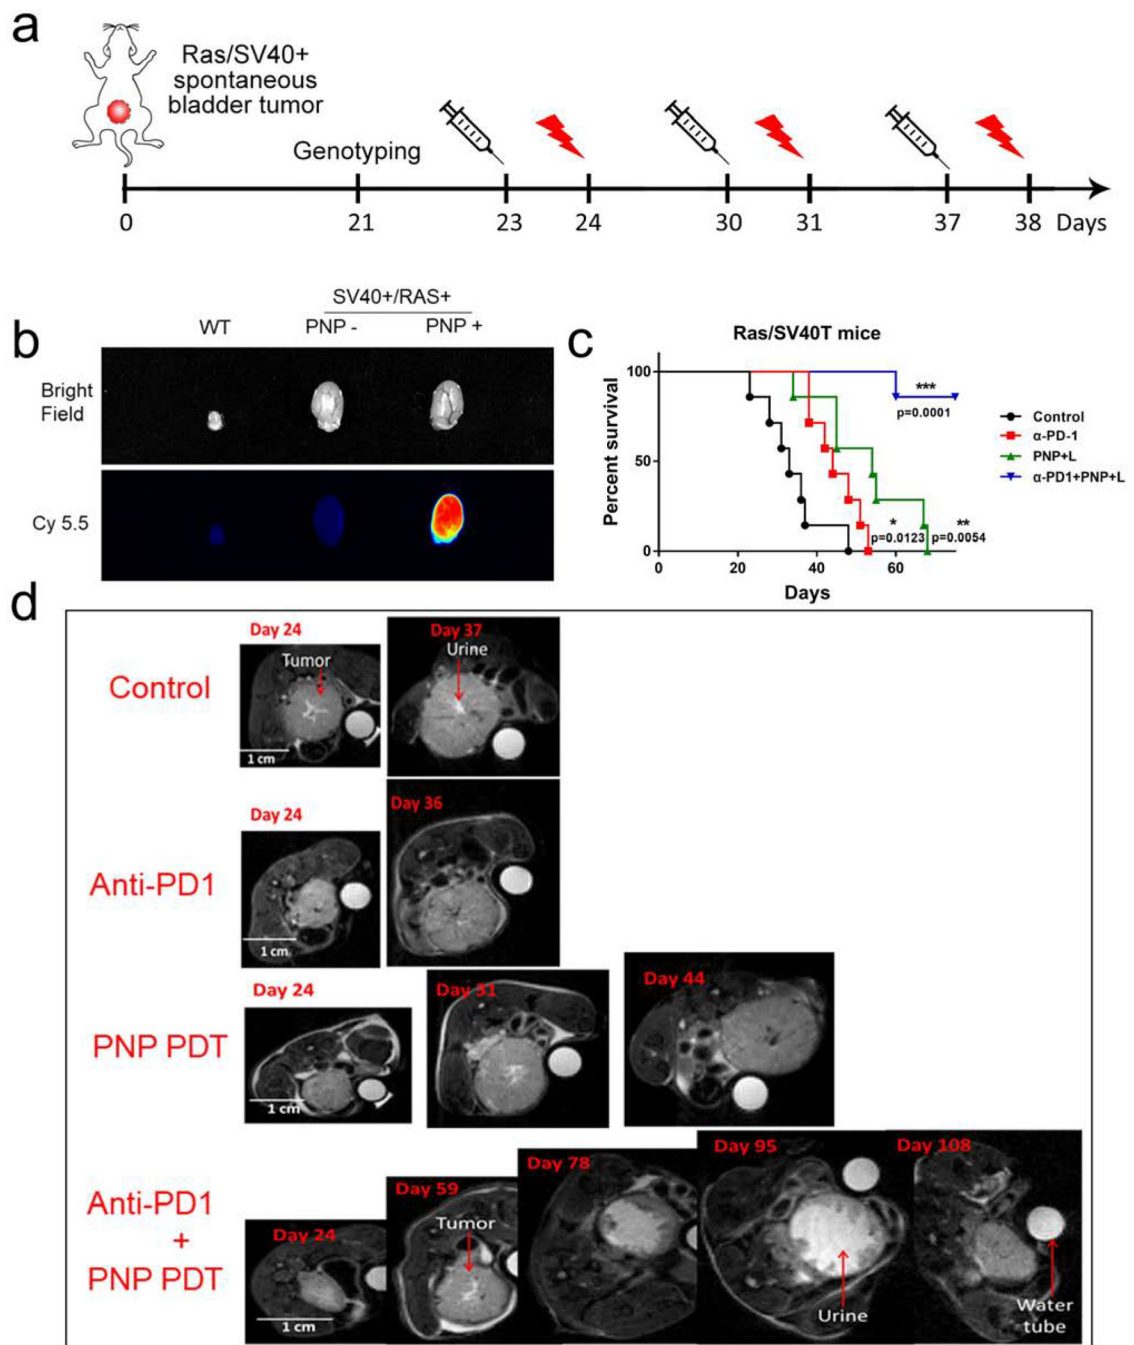 a
Ras/SV40+
spontaneous
bladder tumor
Genotyping
0 21 23 24 30 31 37 38 Days
b
SV40+/RAS+
WT PNP - PNP +
Bright
Field
Cy 5.5
c
Ras/SV40T mice
Percent survival
100
50
0
0 20 40 60
Days
***
p=0.0001
*
p=0.0123
**
p=0.0054
Control
α-PD-1
PNP+L
α-PD1+PNP+L
d
Control
Day 24
Tumor
1 cm
Day 37
Urine
Anti-PD1
Day 24
1 cm
Day 36
PNP PDT
Day 24
1 cm
Day 31
Day 44
Anti-PD1
+
PNP PDT
Day 24
1 cm
Day 59
Tumor
Day 78
Day 95
Urine
Day 108
Water
tube